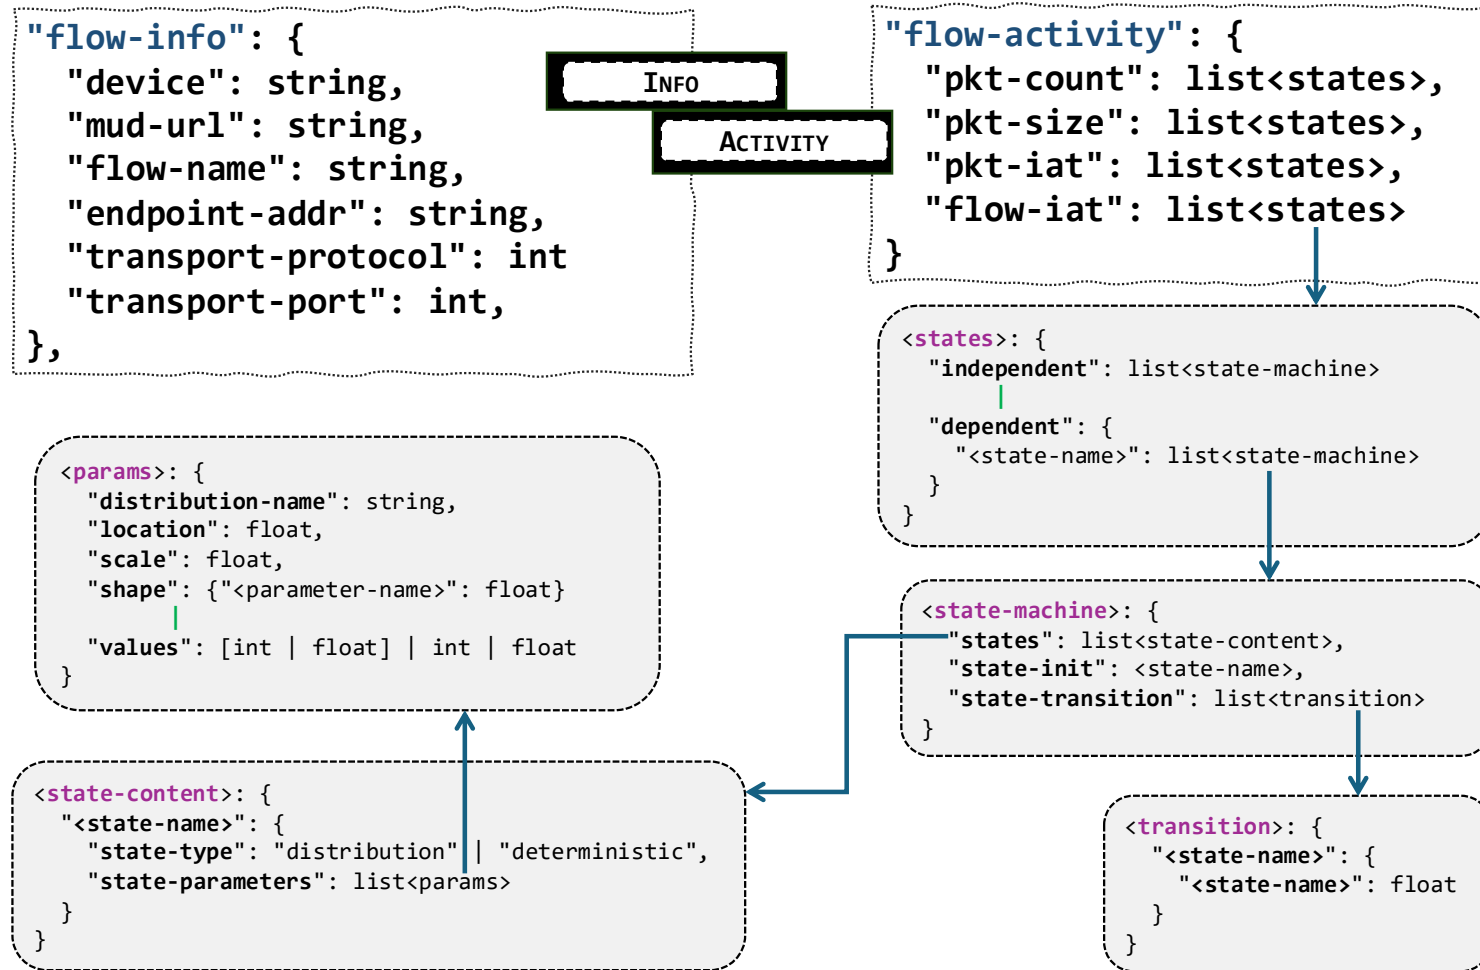 "flow-info": {
"device": string,
"mud-url": string,
"flow-name": string,
"endpoint-addr": string,
"transport-protocol": int
"transport-port": int,
},
INFO
ACTIVITY
"flow-activity": {
"pkt-count": list<states>,
"pkt-size": list<states>,
"pkt-iat": list<states>,
"flow-iat": list<states>
}
<states>: {
"independent": list<state-machine>
|
"dependent": {
"<state-name>": list<state-machine>
}
}
<params>: {
"distribution-name": string,
"location": float,
"scale": float,
"shape": {"<parameter-name>": float}
|
"values": [int | float] | int | float
}
<state-machine>: {
"states": list<state-content>,
"state-init": <state-name>,
"state-transition": list<transition>
}
<state-content>: {
"<state-name>": {
"state-type": "distribution" | "deterministic",
"state-parameters": list<params>
}
}
<transition>: {
"<state-name>": {
"<state-name>": float
}
}